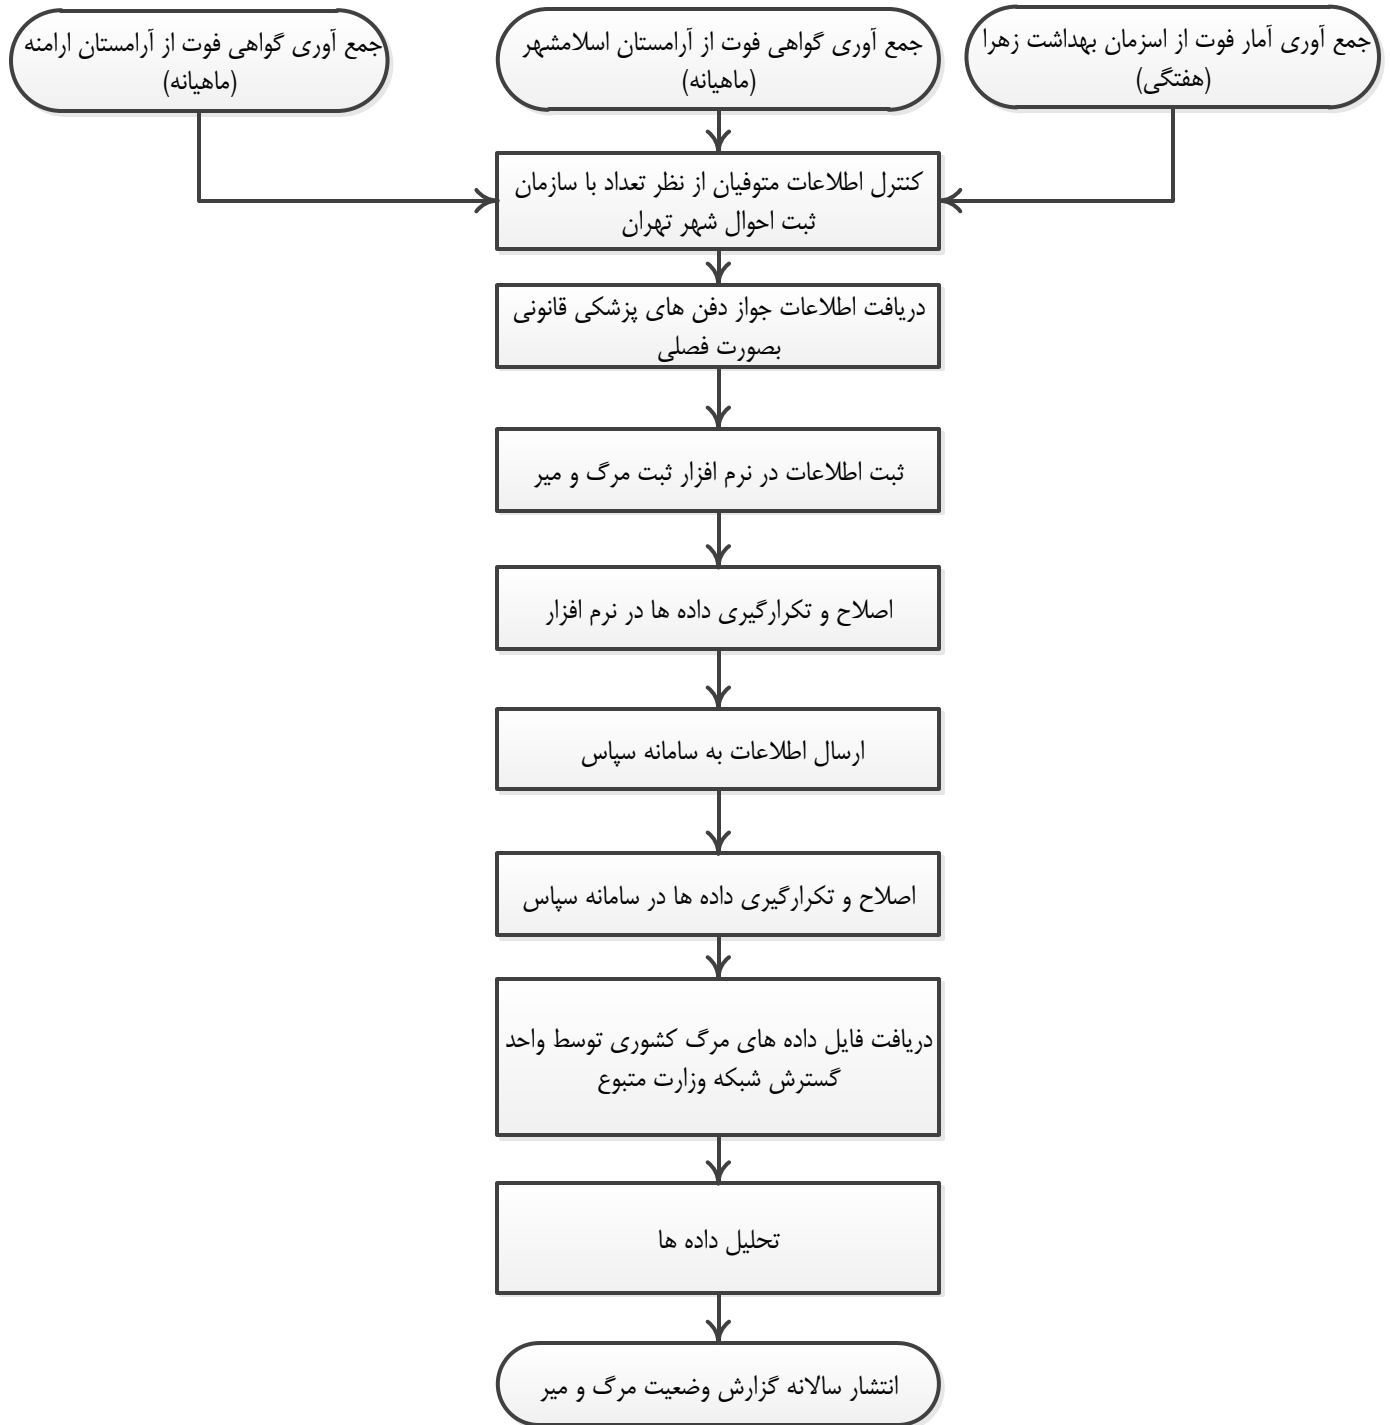 جمع آوری آمار فوت از اسزمان بهداشت زهرا
(هفتگی)
جمع آوری گواهی فوت از آرامستان اسلامشهر
(ماهیانه)
جمع آوری گواهی فوت از آرامستان ارامنه
(ماهیانه)
کنترل اطلاعات متوفیان از نظر تعداد با سازمان
ثبت احوال شهر تهران
دریافت اطلاعات جواز دفن های پزشکی قانونی
بصورت فصلی
ثبت اطلاعات در نرم افزار ثبت مرگ و میر
اصلاح و تکرارگیری داده ها در نرم افزار
ارسال اطلاعات به سامانه سپاس
اصلاح و تکرارگیری داده ها در سامانه سپاس
دریافت فایل داده های مرگ کشوری توسط واحد
گسترش شبکه وزارت متبوع
تحلیل داده ها
انتشار سالانه گزارش وضعیت مرگ و میر